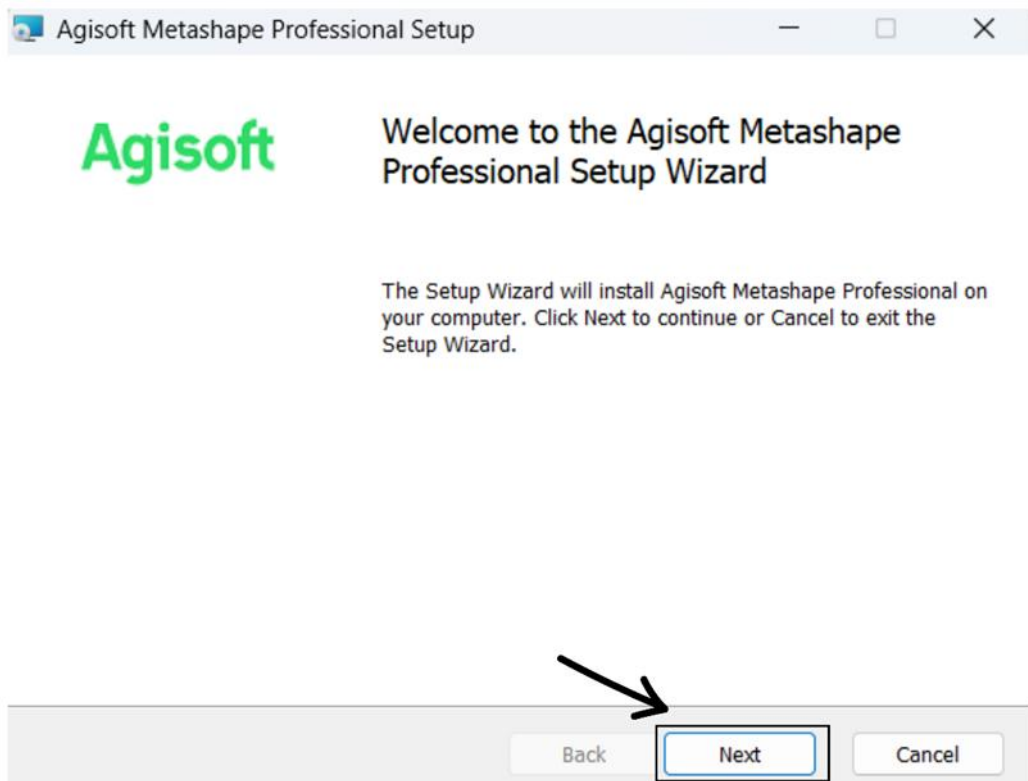 Agisoft Metashape Professional Setup
Agisoft
Welcome to the Agisoft Metashape
Professional Setup Wizard
The Setup Wizard will install Agisoft Metashape Professional on
your computer. Click Next to continue or Cancel to exit the
Setup Wizard.
Back Next Cancel